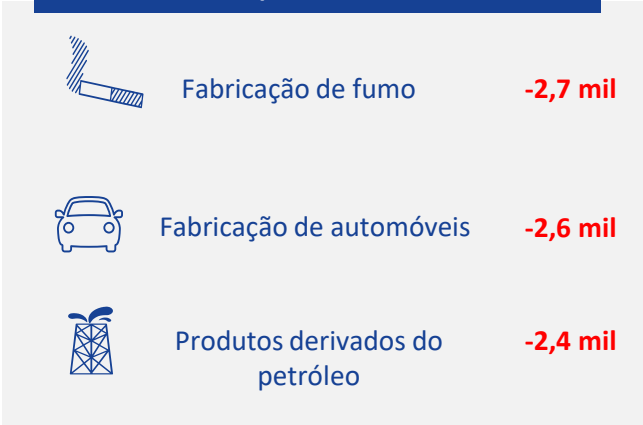 Fabricação de fumo -2,7 mil
Fabricação de automóveis -2,6 mil
Produtos derivados do -2,4 mil
petróleo